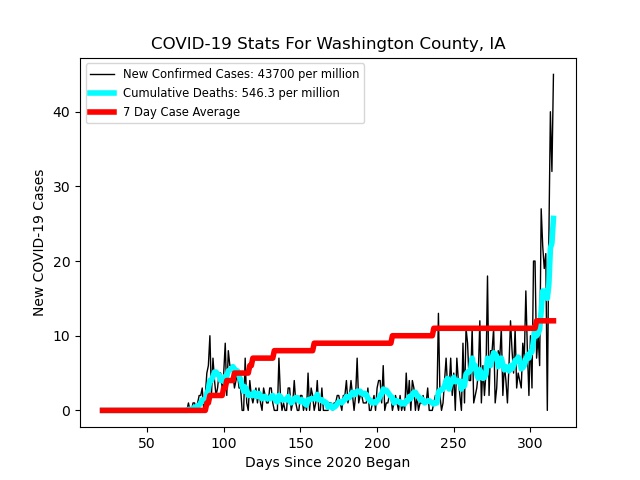 COVID-19 Stats For Washington County, IA
New Confirmed Cases: 43700 per million
Cumulative Deaths: 546.3 per million
7 Day Case Average
New COVID-19 Cases
40
30
20
10
0
50 100 150 200 250 300
Days Since 2020 Began